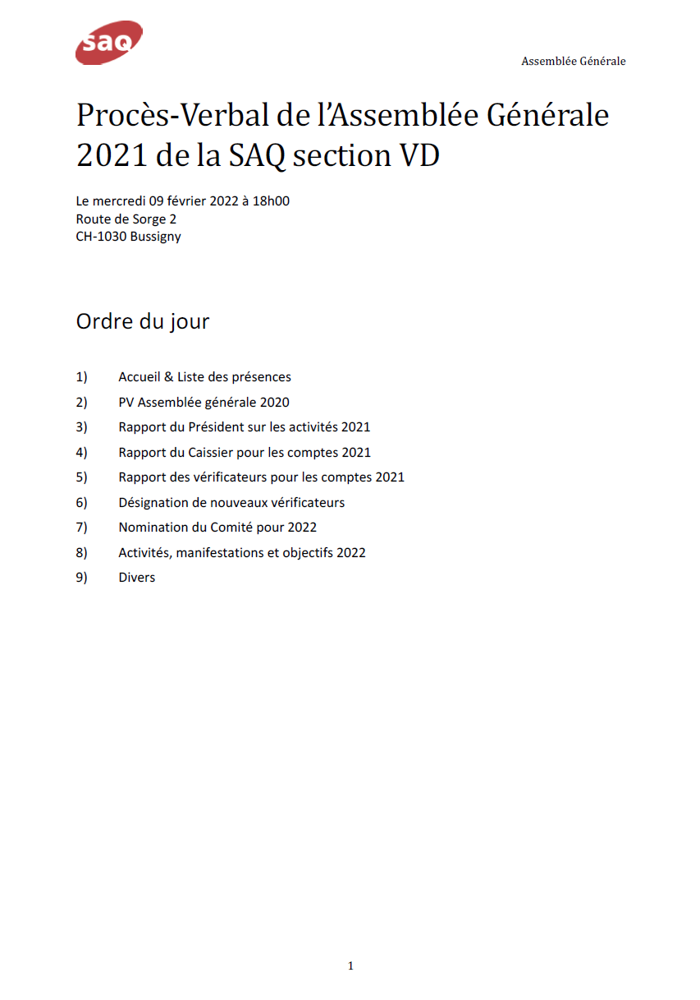 saq
Assemblée Générale
Procès-Verbal de l’Assemblée Générale
2021 de la SAQ section VD
Le mercredi 09 février 2022 à 18h00
Route de Sorge 2
CH-1030 Bussigny
Ordre du jour
1) Accueil & Liste des présences
2) PV Assemblée générale 2020
3) Rapport du Président sur les activités 2021
4) Rapport du Caissier pour les comptes 2021
5) Rapport des vérificateurs pour les comptes 2021
6) Désignation de nouveaux vérificateurs
7) Nomination du Comité pour 2022
8) Activités, manifestations et objectifs 2022
9) Divers
1